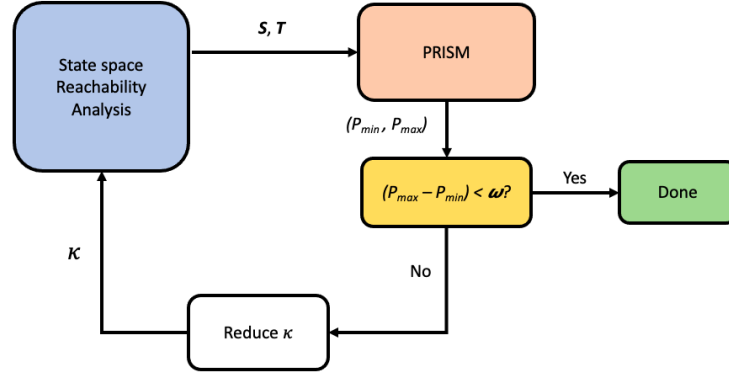 S, T
State space
Reachability
Analysis
PRISM
(Pmin , Pmax)
(Pmax – Pmin) < ω?
Yes
Done
No
κ
Reduce κ